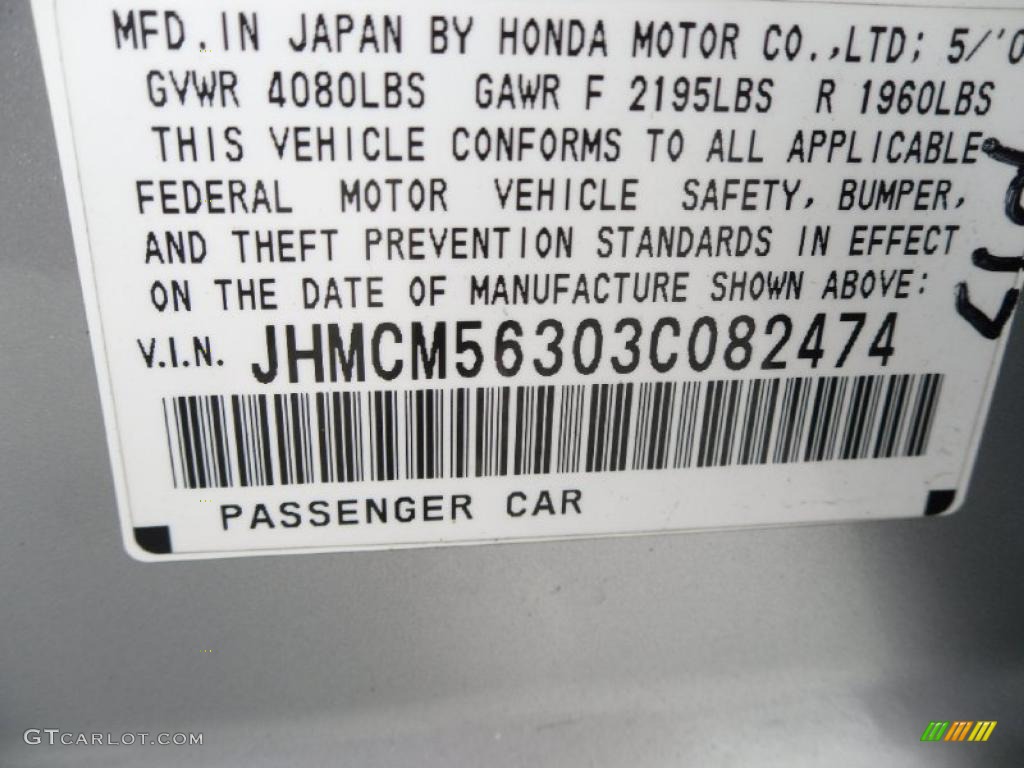 MFD. IN JAPAN BY HONDA MOTOR CO.,LTD; 5/'0
GVWR 4080LBS GAWR F 2195LBS R 1960LBS
THIS VEHICLE CONFORMS TO ALL APPLICABLE
FEDERAL MOTOR VEHICLE SAFETY, BUMPER,
AND THEFT PREVENTION STANDARDS IN EFFECT
ON THE DATE OF MANUFACTURE SHOWN ABOVE:
V.I.N. JHMCM56303C082474
PASSENGER CAR
GTCARLOT.COM